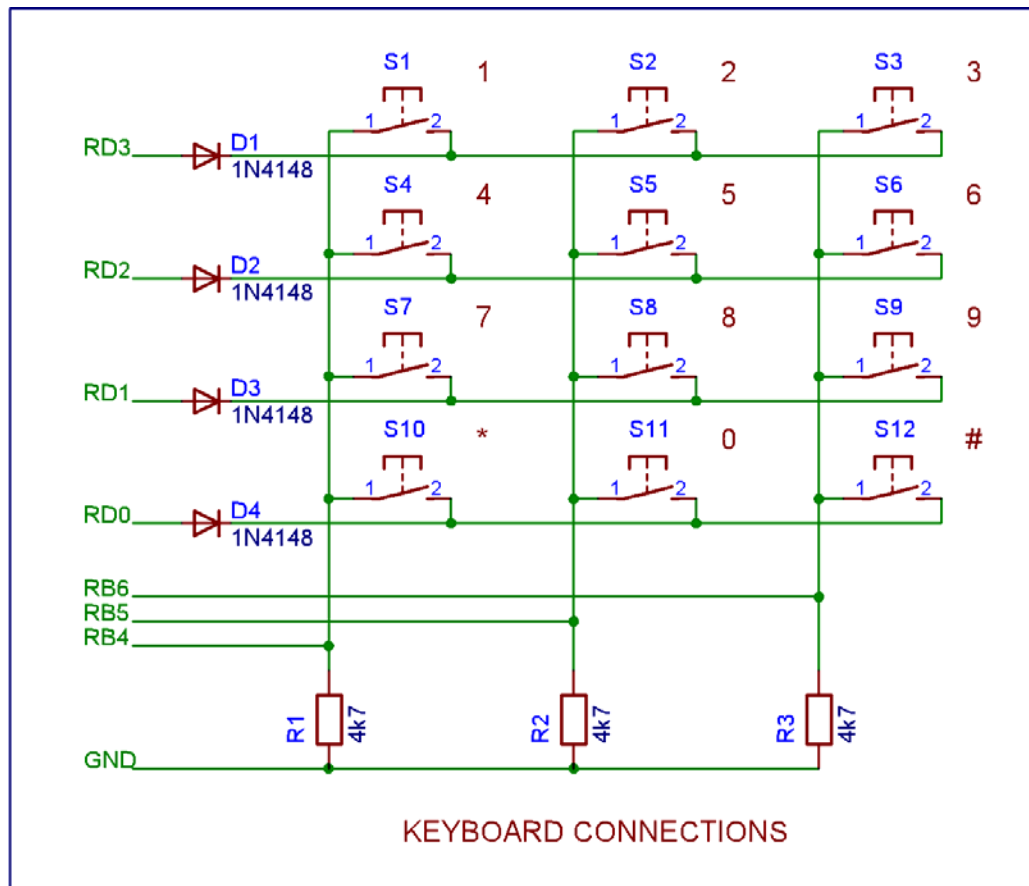 S1 1 S2 2 S3 3
1 2 1 2 1 2
RD3 D1
1N4148
S4 4 S5 5 S6 6
1 2 1 2 1 2
RD2 D2
1N4148
S7 7 S8 8 S9 9
1 2 1 2 1 2
RD1 D3
1N4148
S10 * S11 0 S12 #
1 2 1 2 1 2
RD0 D4
1N4148
RB6
RB5
RB4
R1 4k7 R2 4k7 R3 4k7
GND
KEYBOARD CONNECTIONS